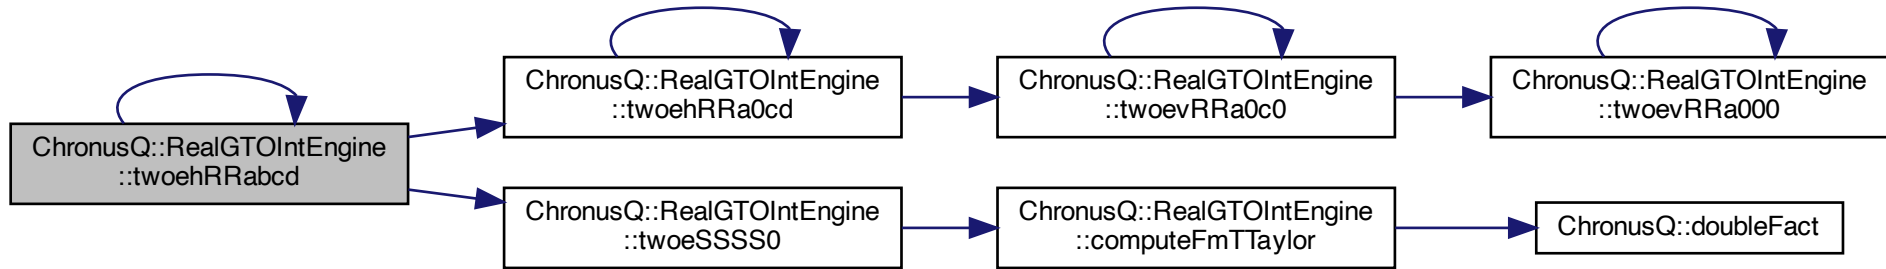 ChronusQ::RealGTOIntEngine
::twoehRRabcd
ChronusQ::RealGTOIntEngine
::twoehRRa0cd
ChronusQ::RealGTOIntEngine
::twoevRRa0c0
ChronusQ::RealGTOIntEngine
::twoevRRa000
ChronusQ::RealGTOIntEngine
::twoeSSSS0
ChronusQ::RealGTOIntEngine
::computeFmTTaylor
ChronusQ::doubleFact